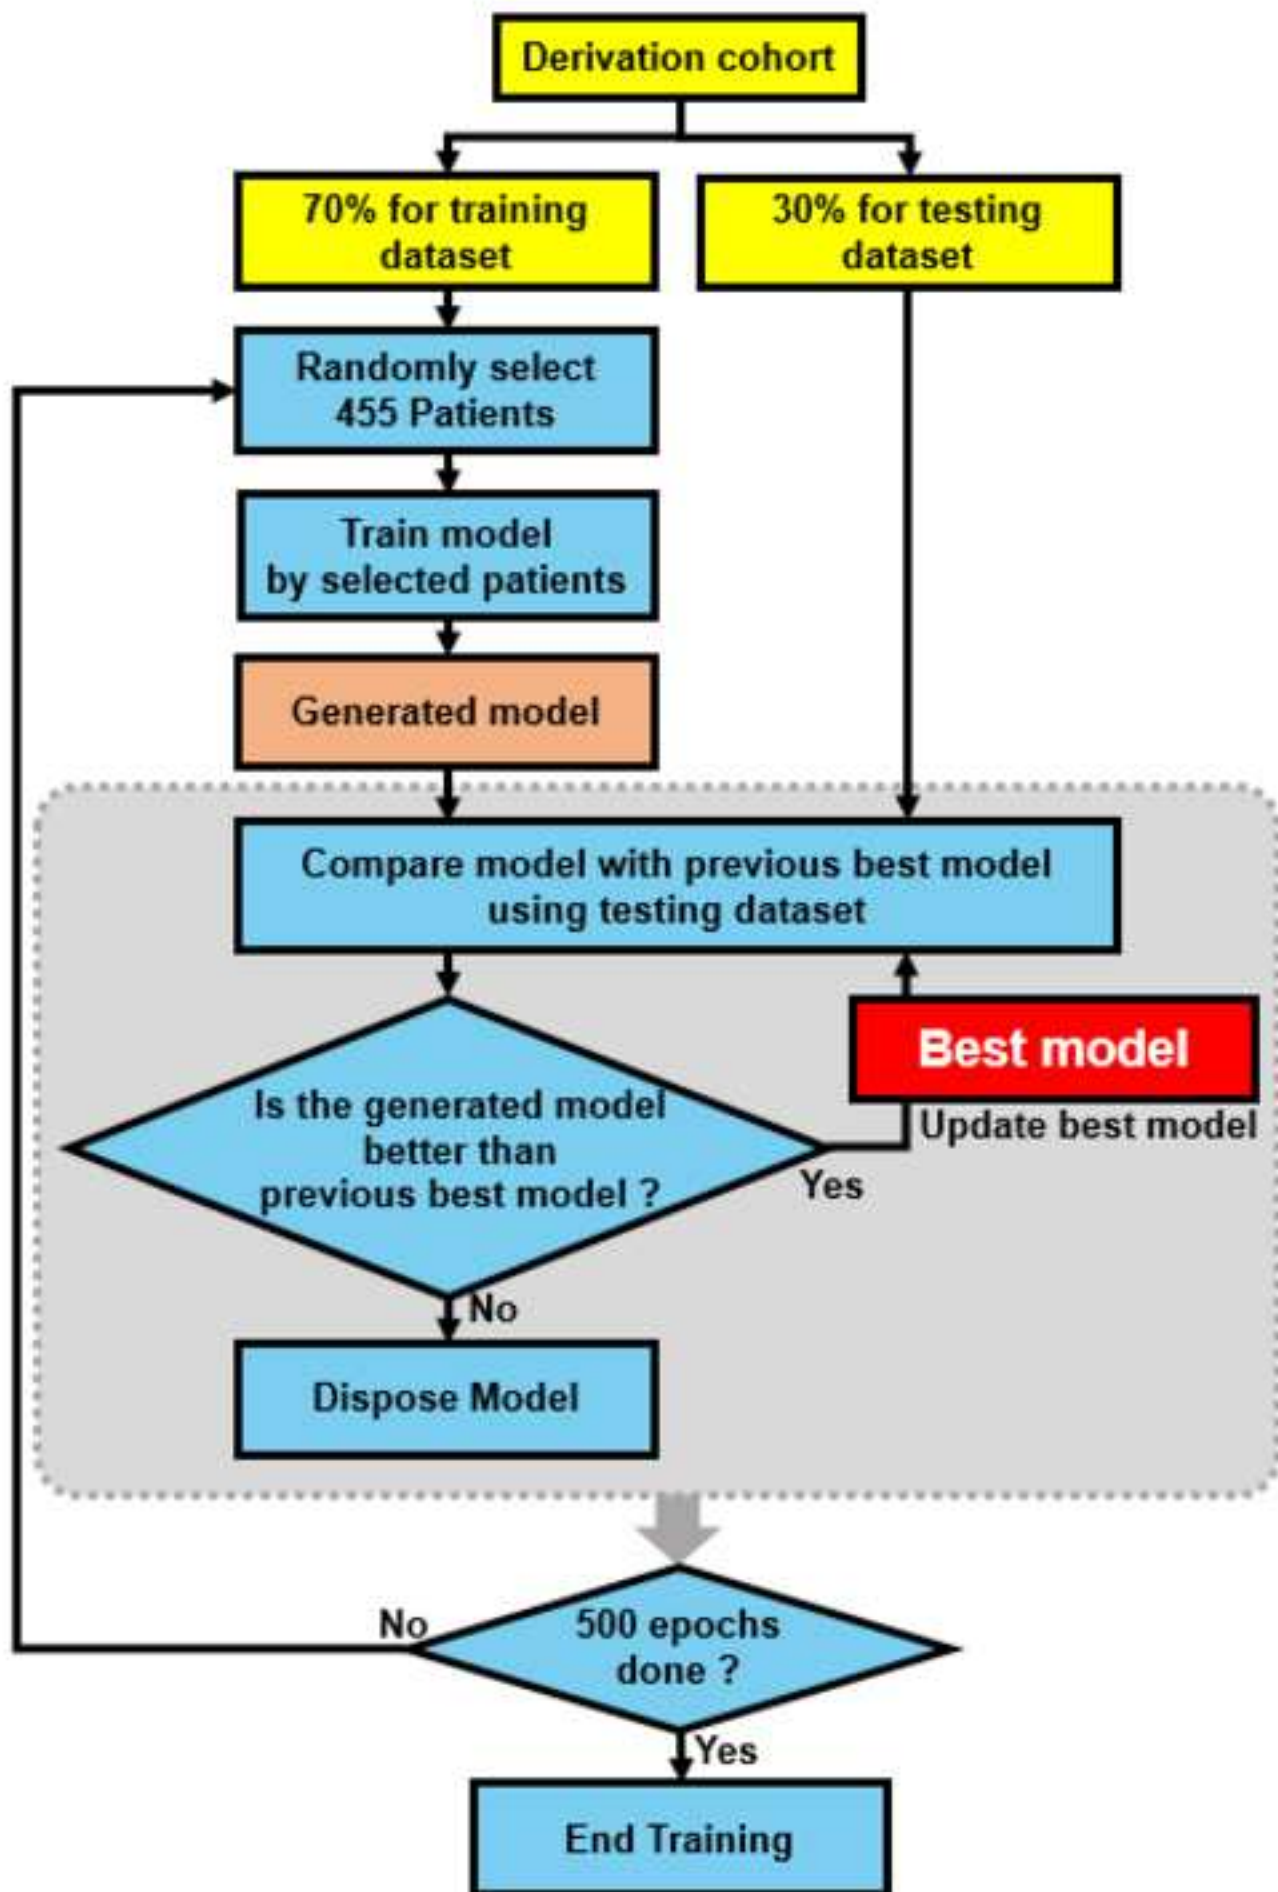 Derivation cohort
70% for training
dataset
30% for testing
dataset
Randomly select
455 Patients
Train model
by selected patients
Generated model
Compare model with previous best model
using testing dataset
Best model
Update best model
Is the generated model
better than
previous best model ?
Yes
No
Dispose Model
No
500 epochs
done ?
Yes
End Training